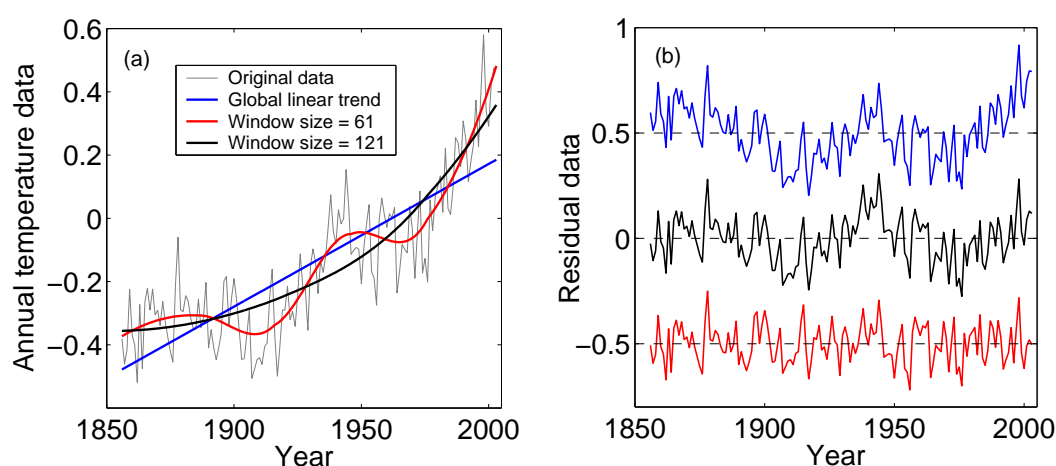 (a)
Original data
Global linear trend
Window size = 61
Window size = 121
Annual temperature data
0.6
0.4
0.2
0
−0.2
−0.4
1850
1900
1950
2000
Year
(b)
Residual data
1
0.5
0
−0.5
1850
1900
1950
2000
Year